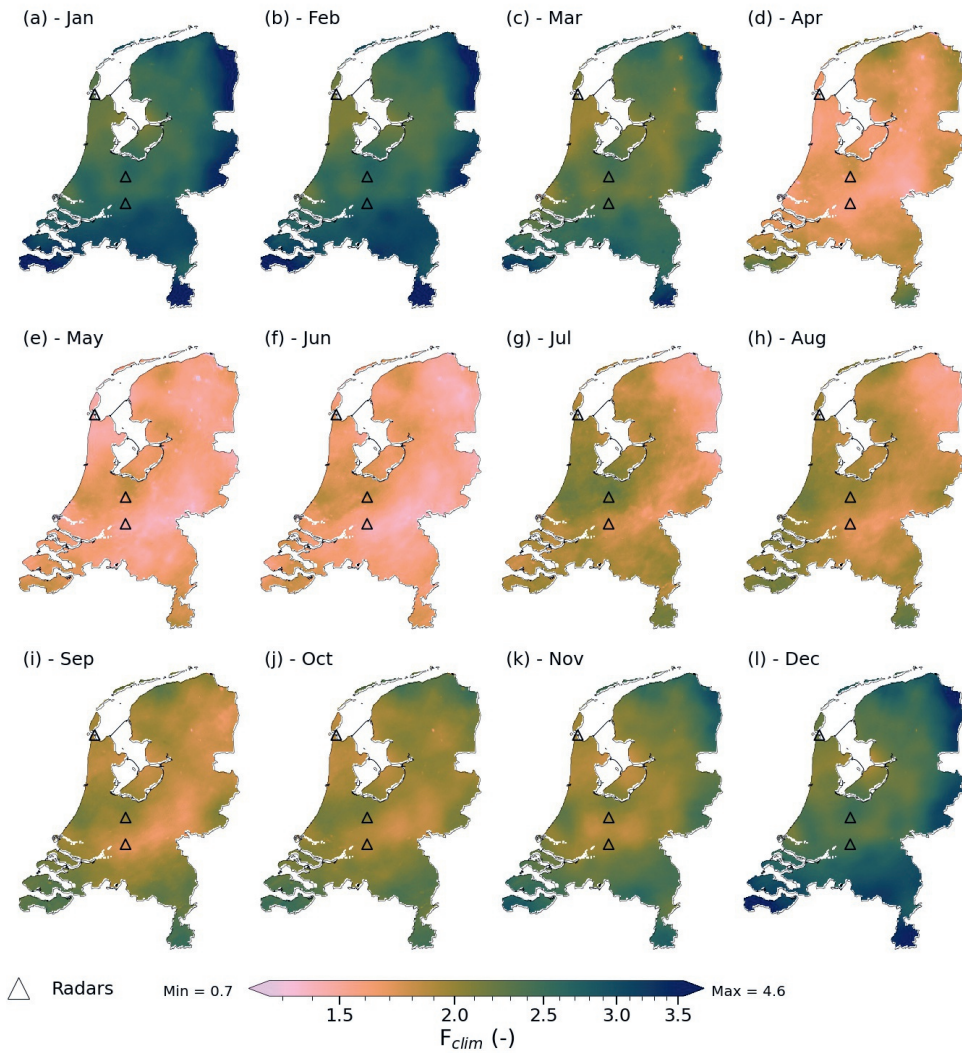 (a) - Jan (b) - Feb (c) - Mar (d) - Apr
(e) - May (f) - Jun (g) - Jul (h) - Aug
(i) - Sep (j) - Oct (k) - Nov (l) - Dec
Radars Min = 0.7 Max = 4.6
1.5 2.0 2.5 3.0 3.5
F_clim (-)